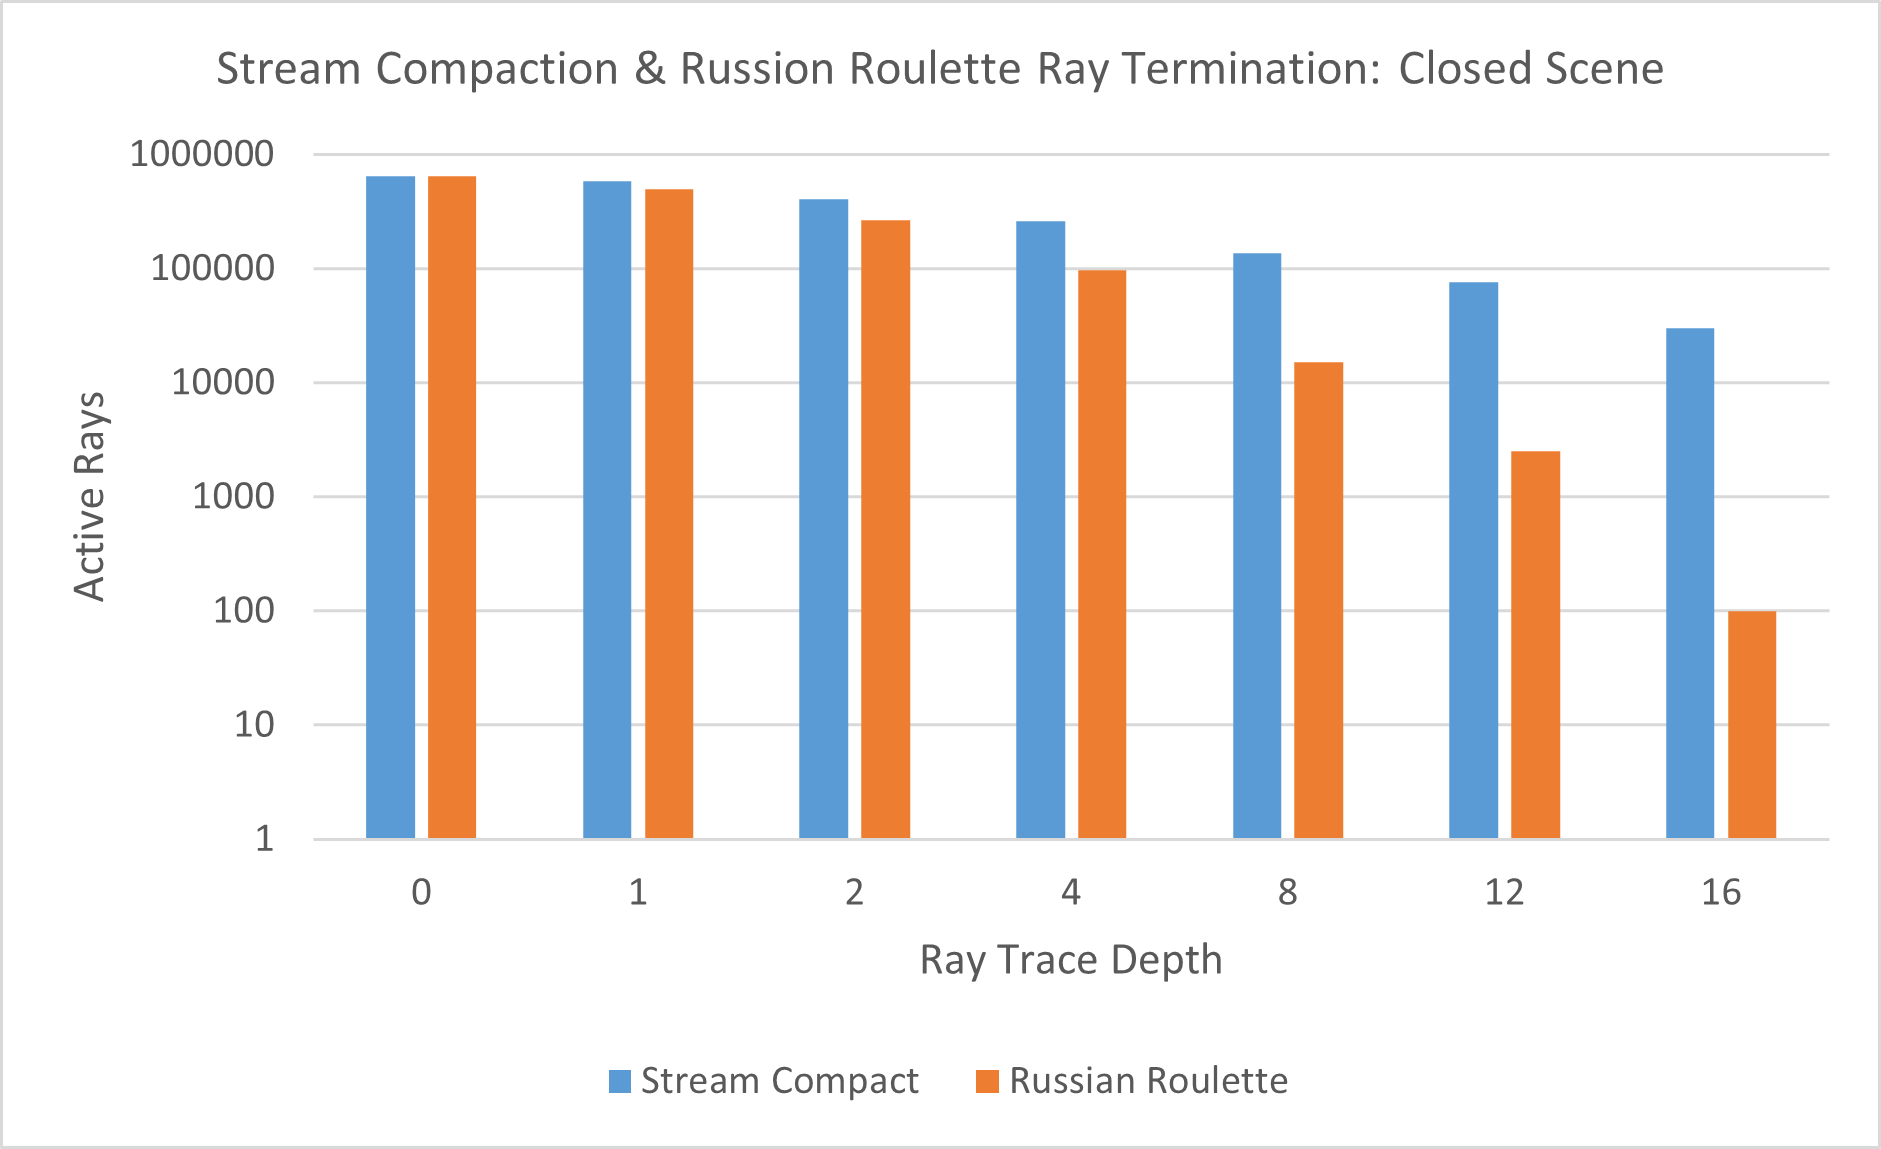 Stream Compaction & Russion Roulette Ray Termination: Closed Scene
1000000
100000
10000
1000
100
10
1
Active Rays
0 1 2 4 8 12 16
Ray Trace Depth
Stream Compact Russian Roulette